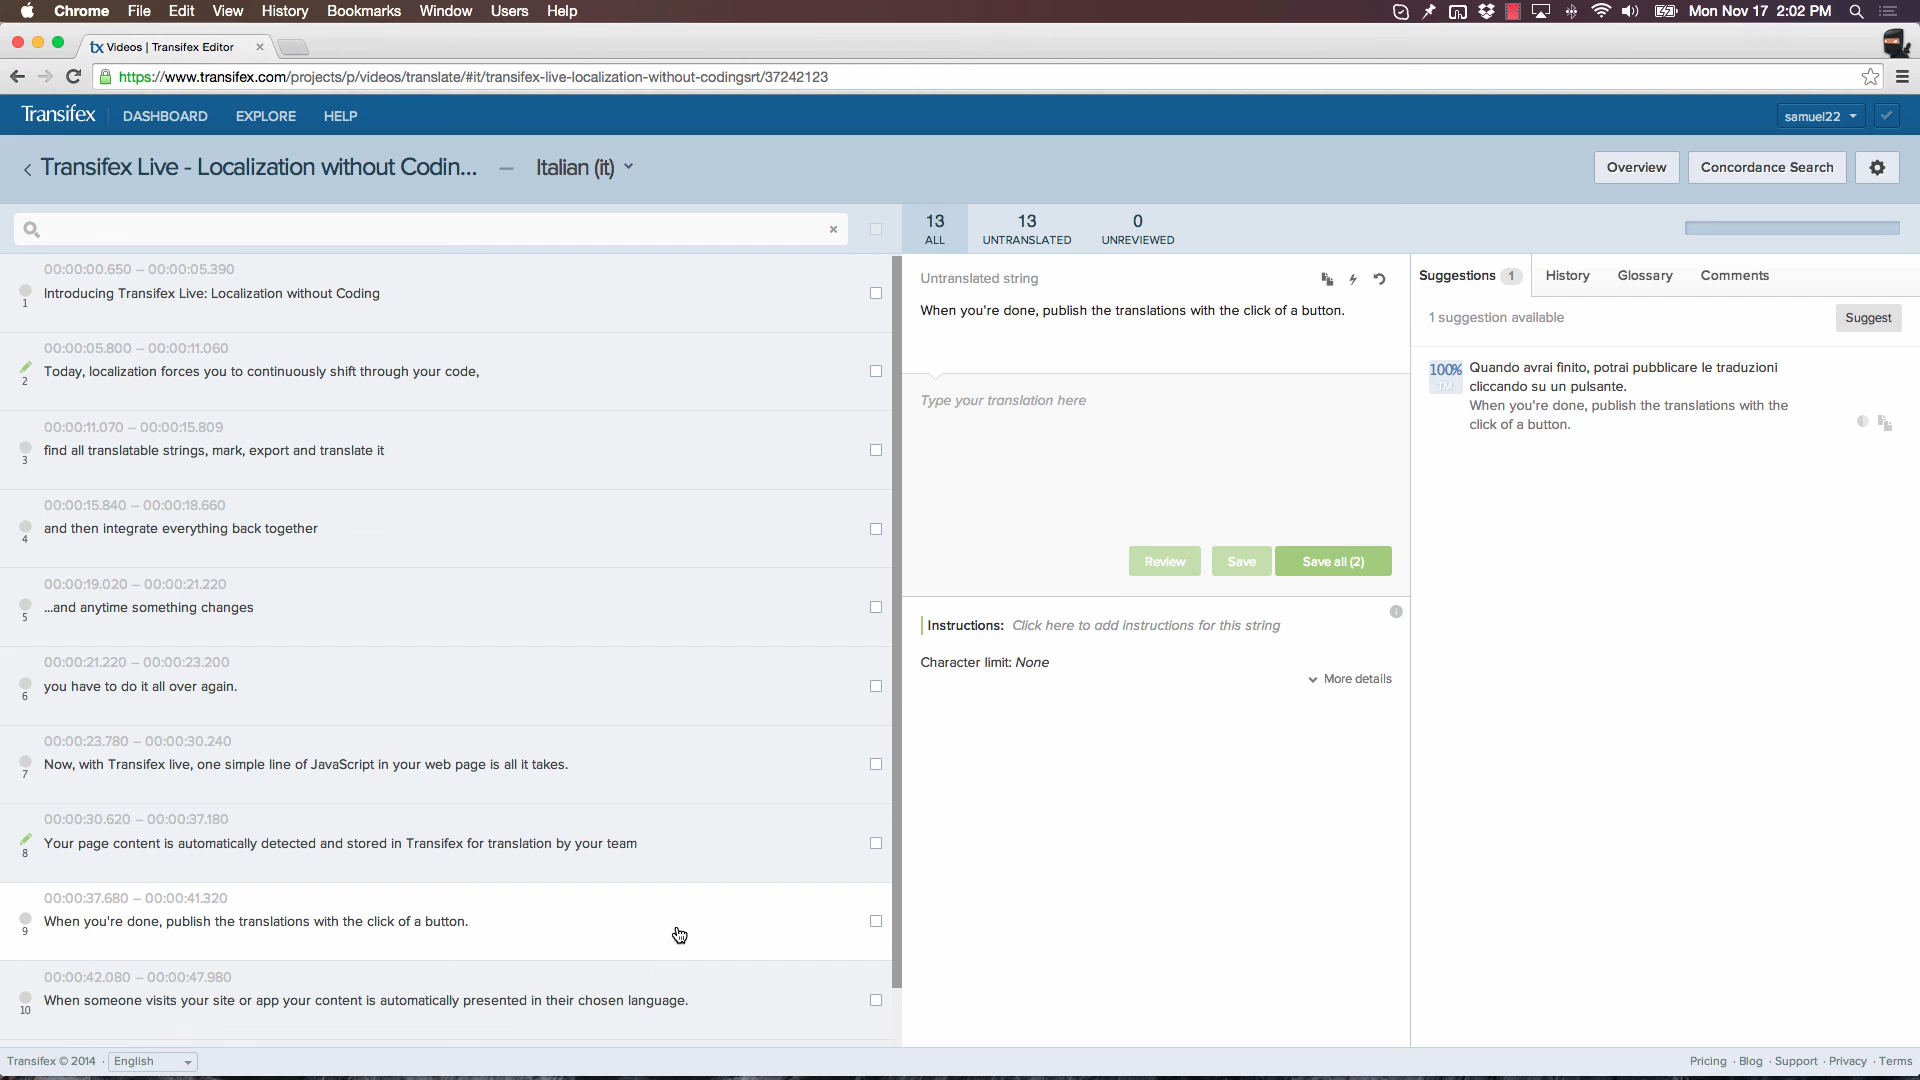 Chrome File Edit View History Bookmarks Window Users Help
Mon Nov 17 2:02 PM
tx Videos | Transifex Editor
https://www.transifex.com/projects/p/videos/translate/#it/transifex-live-localization-without-codingsrt/37242123
Transifex DASHBOARD EXPLORE HELP
samuel22
Transifex Live - Localization without Codin... — Italian (it)
Overview
Concordance Search
13
ALL
13
UNTRANSLATED
0
UNREVIEWED
00:00:00.650 – 00:00:05.390
1
Introducing Transifex Live: Localization without Coding
00:00:05.800 – 00:00:11.060
2
Today, localization forces you to continuously shift through your code,
00:00:11.070 – 00:00:15.809
3
find all translatable strings, mark, export and translate it
00:00:15.840 – 00:00:18.660
4
and then integrate everything back together
00:00:19.020 – 00:00:21.220
5
...and anytime something changes
00:00:21.220 – 00:00:23.200
6
you have to do it all over again.
00:00:23.780 – 00:00:30.240
7
Now, with Transifex live, one simple line of JavaScript in your web page is all it takes.
00:00:30.620 – 00:00:37.180
8
Your page content is automatically detected and stored in Transifex for translation by your team
00:00:37.680 – 00:00:41.320
9
When you're done, publish the translations with the click of a button.
00:00:42.080 – 00:00:47.980
10
When someone visits your site or app your content is automatically presented in their chosen language.
Untranslated string
When you're done, publish the translations with the click of a button.
Type your translation here
Review
Save
Save all (2)
Instructions: Click here to add instructions for this string
Character limit: None
More details
Suggestions 1
History
Glossary
Comments
1 suggestion available
Suggest
100%
TM
Quando avrai finito, potrai pubblicare le traduzioni
cliccando su un pulsante.
When you're done, publish the translations with the
click of a button.
Transifex © 2014 · English
Pricing · Blog · Support · Privacy · Terms